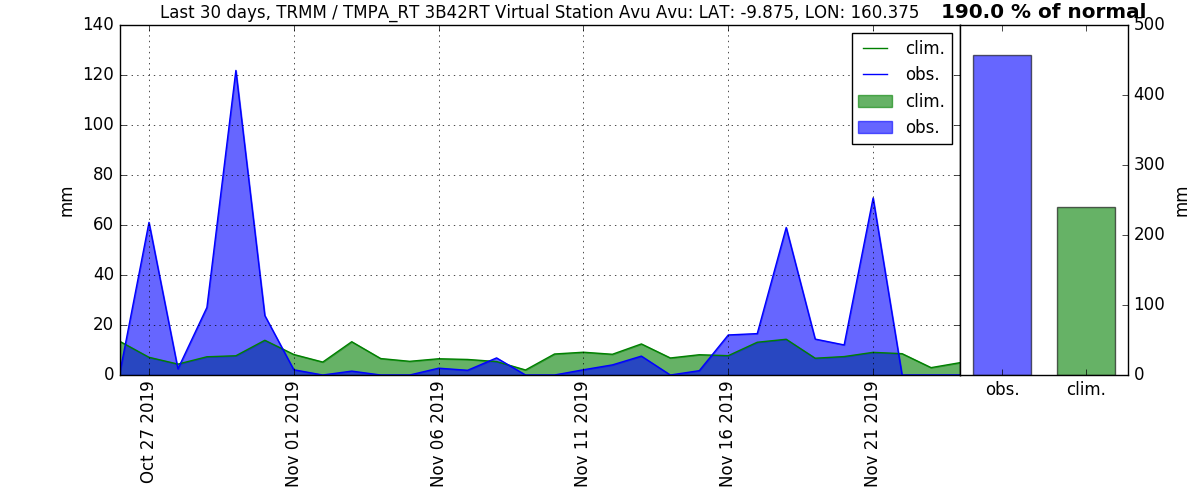 Last 30 days, TRMM / TMPA_RT 3B42RT Virtual Station Avu Avu: LAT: -9.875, LON: 160.375
190.0 % of normal
140
120
100
80
60
40
20
0
mm
clim.
obs.
clim.
obs.
Oct 27 2019
Nov 01 2019
Nov 06 2019
Nov 11 2019
Nov 16 2019
Nov 21 2019
500
400
300
200
100
0
mm
obs.
clim.